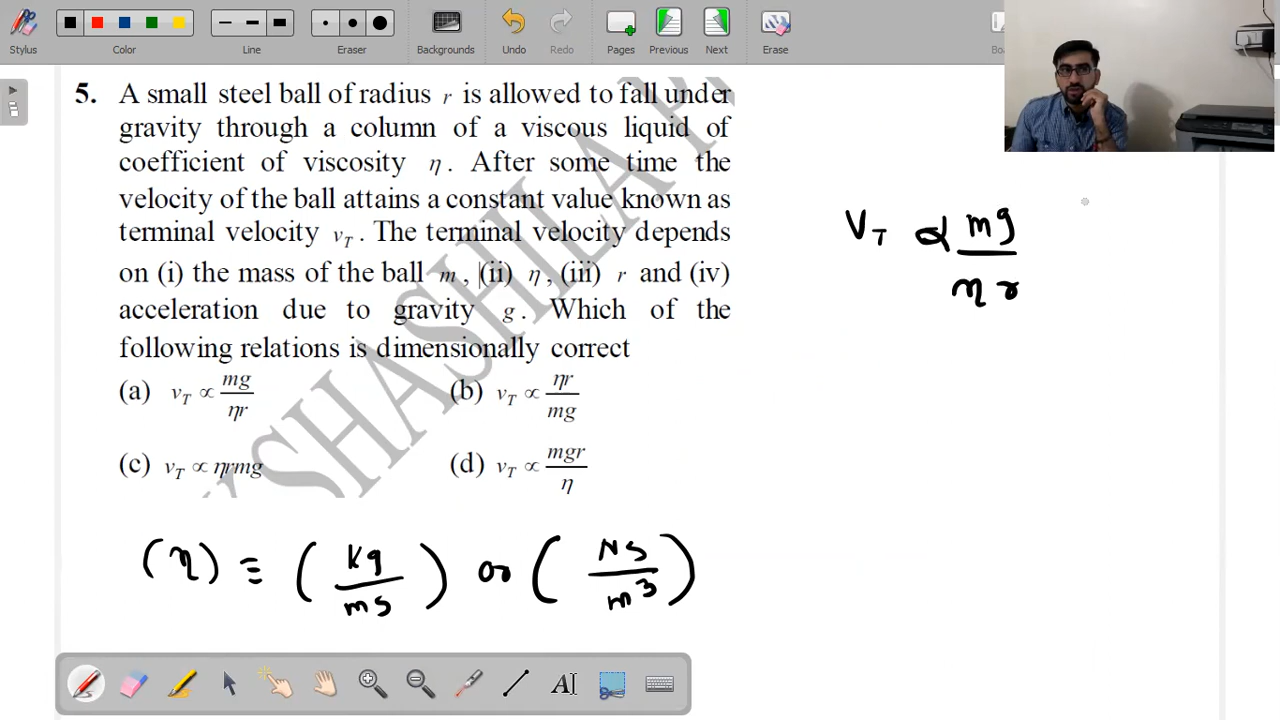 Stylus Color Line Eraser Backgrounds Undo Redo Pages Previous Next Erase
5. A small steel ball of radius r is allowed to fall under
gravity through a column of a viscous liquid of
coefficient of viscosity η. After some time the
velocity of the ball attains a constant value known as
terminal velocity v_T. The terminal velocity depends
on (i) the mass of the ball m, (ii) η, (iii) r and (iv)
acceleration due to gravity g. Which of the
following relations is dimensionally correct
(a) v_T ∝ mg/ηr (b) v_T ∝ ηr/mg
(c) v_T ∝ ηrmg (d) v_T ∝ mgr/η
V_T ∝ mg/ηr
(η) ≡ (kg/ms) or (Ns/m³)